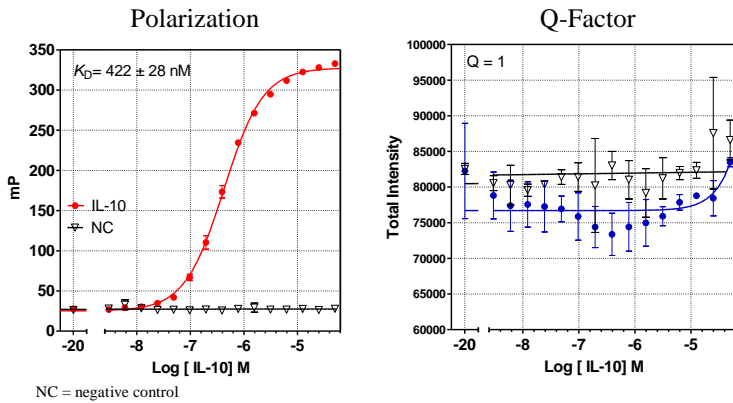 Polarization
350
300
250
200
150
100
50
0
mP
K_D= 422 ± 28 nM
IL-10
NC
-20
-8
-7
-6
-5
Log [ IL-10] M
NC = negative control
Q-Factor
100000
95000
90000
85000
80000
75000
70000
65000
60000
Total Intensity
Q = 1
-20
-8
-7
-6
-5
Log [ IL-10] M